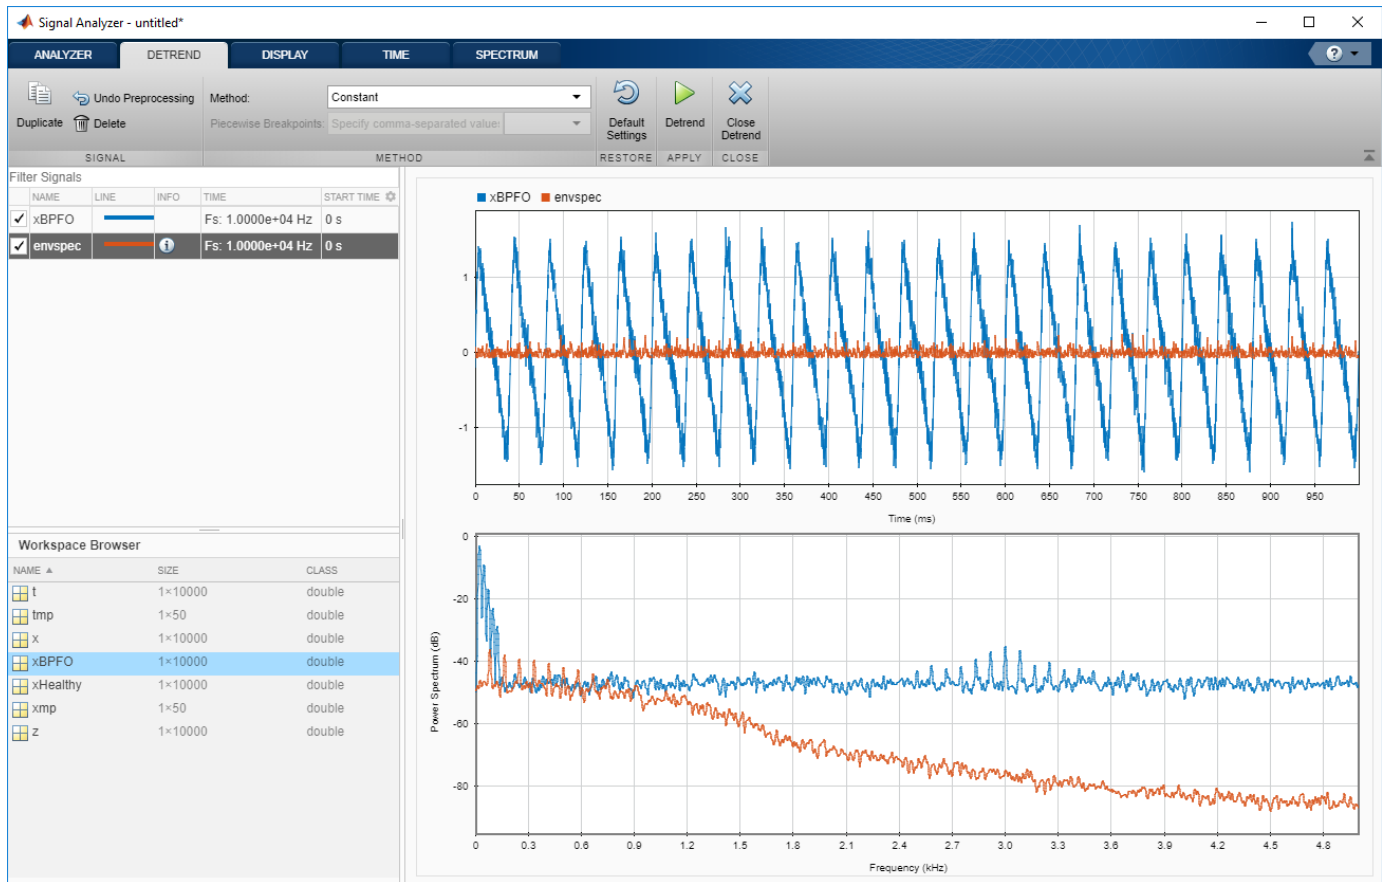 Signal Analyzer - untitled*
ANALYZER DETREND DISPLAY TIME SPECTRUM ?
Undo Preprocessing Method: Constant
Duplicate Delete Piecewise Breakpoints: Specify comma-separated value: Default Settings Detrend Close Detrend
SIGNAL METHOD RESTORE APPLY CLOSE
Filter Signals
NAME LINE INFO TIME START TIME
xBPFO Fs: 1.0000e+04 Hz 0 s
envspec i Fs: 1.0000e+04 Hz 0 s
Workspace Browser
NAME SIZE CLASS
t 1×10000 double
tmp 1×50 double
x 1×10000 double
xBPFO 1×10000 double
xHealthy 1×10000 double
xmp 1×50 double
z 1×10000 double
xBPFO envspec
1
0
-1
0 50 100 150 200 250 300 350 400 450 500 550 600 650 700 750 800 850 900 950
Time (ms)
0
-20
-40
-60
-80
Power Spectrum (dB)
0 0.3 0.6 0.9 1.2 1.5 1.8 2.1 2.4 2.7 3.0 3.3 3.6 3.9 4.2 4.5 4.8
Frequency (kHz)